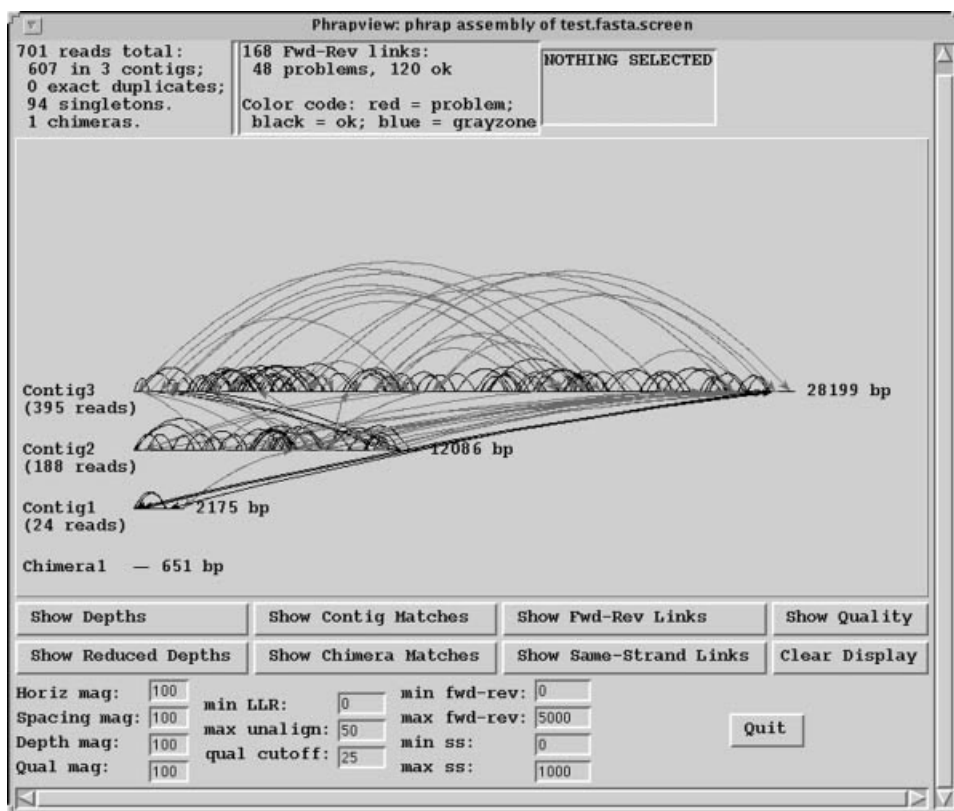 Phrapview: phrap assembly of test.fasta.screen
701 reads total:
607 in 3 contigs;
0 exact duplicates;
94 singletons.
1 chimeras.
168 Fwd-Rev links:
48 problems, 120 ok
Color code: red = problem;
black = ok; blue = grayzone
NOTHING SELECTED
Contig3
(395 reads)
28199 bp
Contig2
(188 reads)
12086 bp
Contig1
(24 reads)
2175 bp
Chimera1 — 651 bp
Show Depths Show Contig Matches Show Fwd-Rev Links Show Quality
Show Reduced Depths Show Chimera Matches Show Same-Strand Links Clear Display
Horiz mag: 100
Spacing mag: 100
Depth mag: 100
Qual mag: 100
min LLR: 0
max unalign: 50
qual cutoff: 25
min fwd-rev: 0
max fwd-rev: 5000
min ss: 0
max ss: 1000
Quit